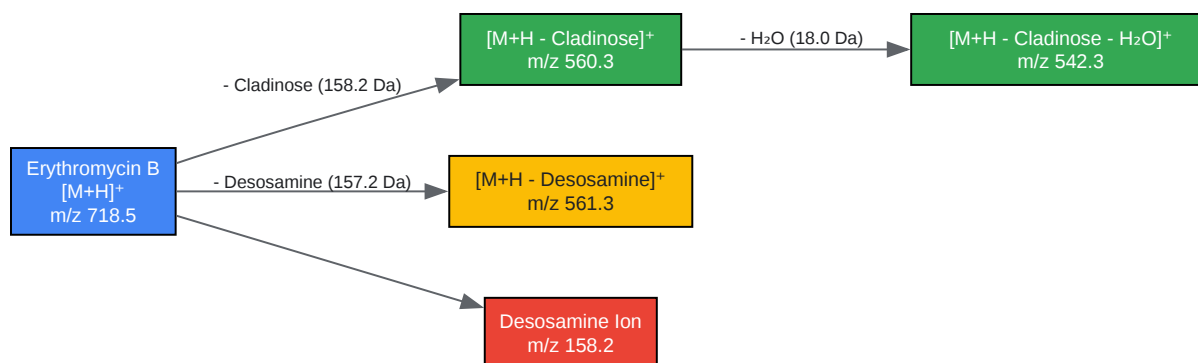 [M+H - Cladinose]⁺
m/z 560.3
- H₂O (18.0 Da)
[M+H - Cladinose - H₂O]⁺
m/z 542.3
- Cladinose (158.2 Da)
Erythromycin B
[M+H]⁺
m/z 718.5
- Desosamine (157.2 Da)
[M+H - Desosamine]⁺
m/z 561.3
Desosamine Ion
m/z 158.2